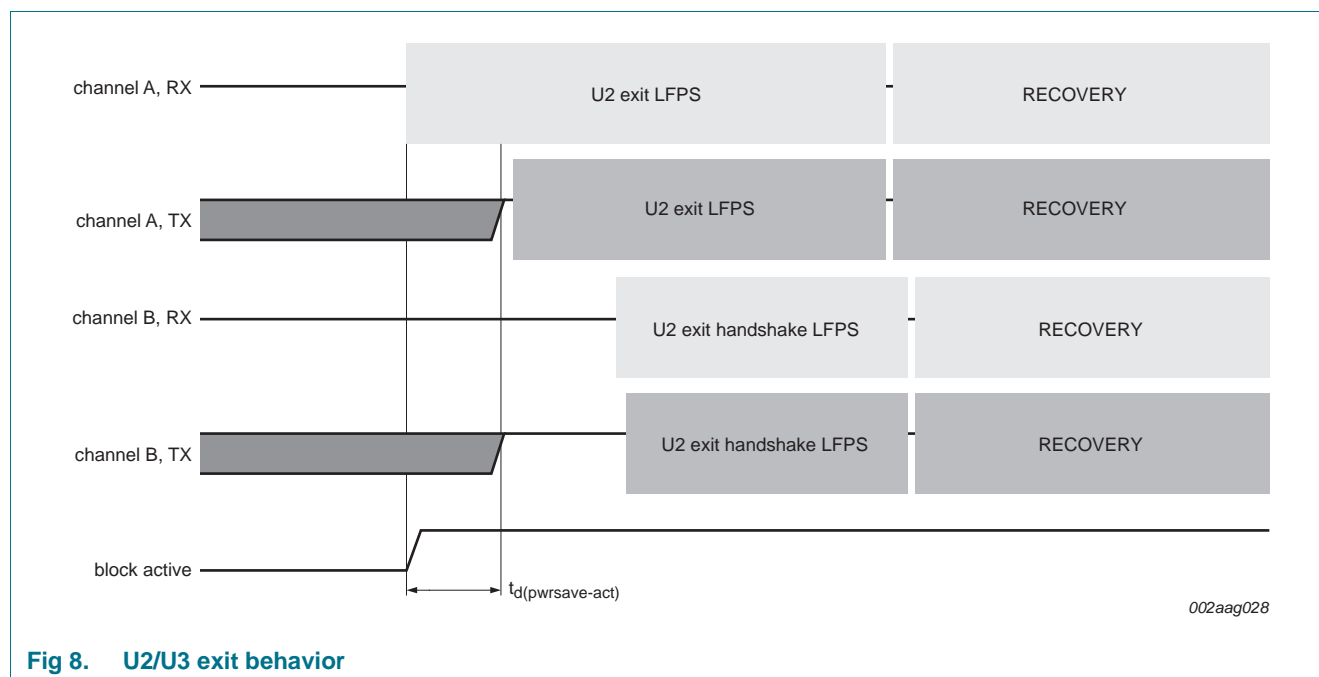 channel A, RX
U2 exit LFPS
RECOVERY
channel A, TX
U2 exit LFPS
RECOVERY
channel B, RX
U2 exit handshake LFPS
RECOVERY
channel B, TX
U2 exit handshake LFPS
RECOVERY
block active
td(pwrsave-act)
002aag028
Fig 8. U2/U3 exit behavior